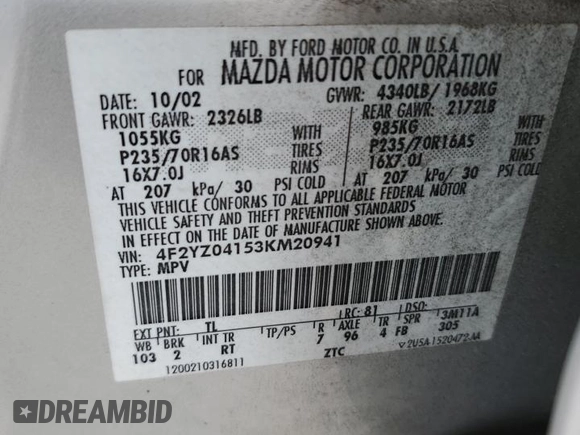 MFD. BY FORD MOTOR CO. IN U.S.A.
FOR MAZDA MOTOR CORPORATION
DATE: 10/02 GVWR: 4340LB/ 1968KG
FRONT GAWR: 2326LB REAR GAWR: 2172LB
1055KG WITH 985KG WITH
P235/70R16AS TIRES P235/70R16AS TIRES
16X7.0J RIMS 16X7.0J RIMS
AT 207 kPa/ 30 PSI COLD AT 207 kPa/ 30 PSI COLD
THIS VEHICLE CONFORMS TO ALL APPLICABLE FEDERAL MOTOR
VEHICLE SAFETY AND THEFT PREVENTION STANDARDS
IN EFFECT ON THE DATE OF MANUFACTURE SHOWN ABOVE.
VIN: 4F2YZ04153KM20941
TYPE: MPV
EXT PNT: TL RC: 81 DSO:
WB BRK INT TR TP/PS R AXLE TR SPR 3M11A
103 2 RT 7 96 4 FB 305
1200210316811 ZTC
DREAMBID